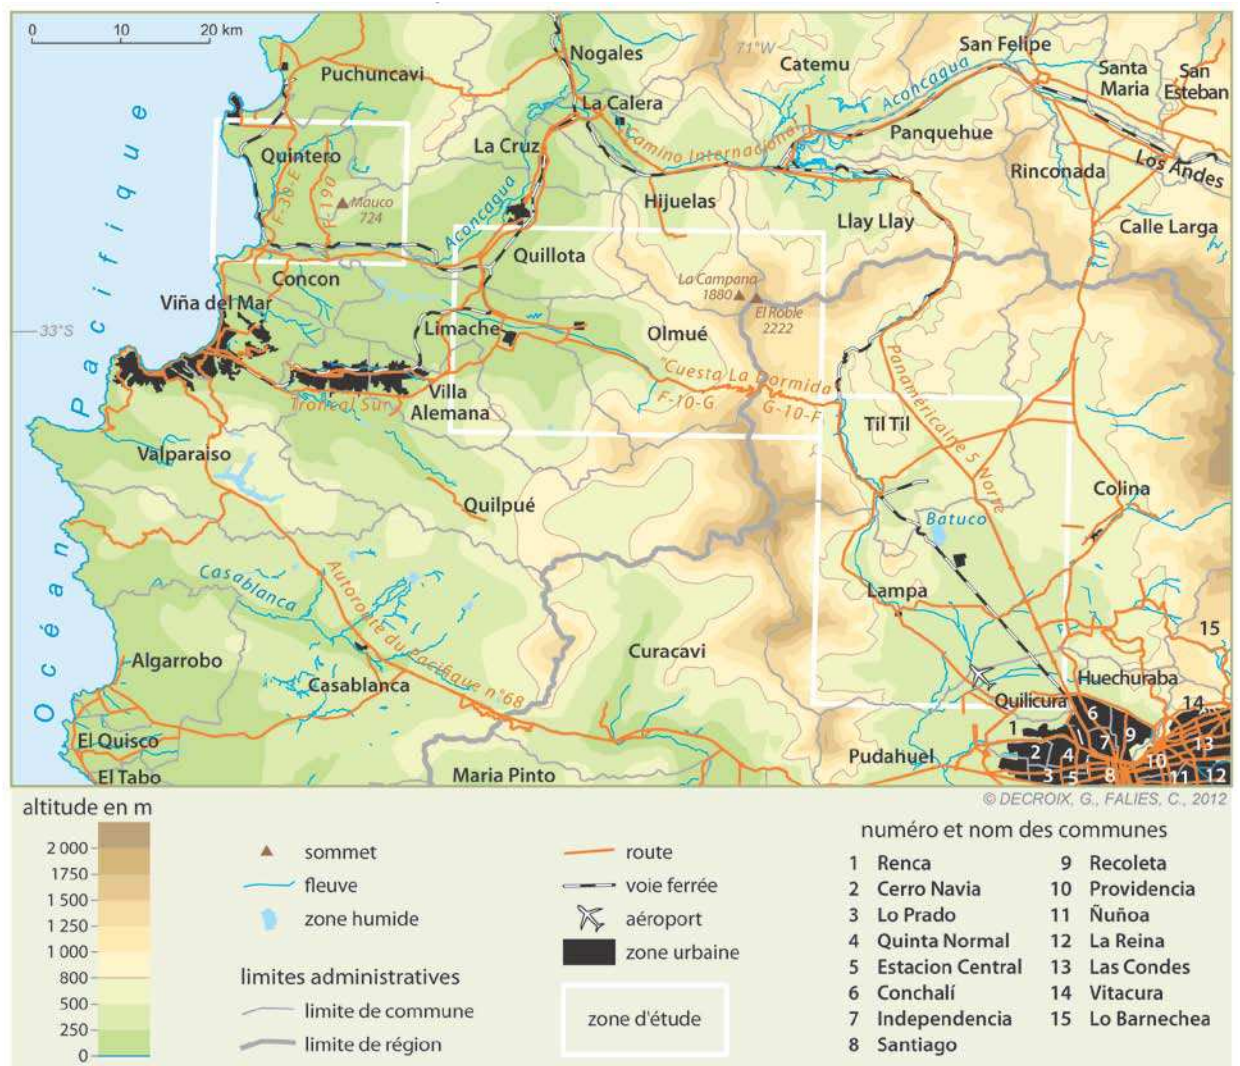 0 10 20 km
Océan Pacifique
Nogales
71°W
San Felipe
Catemu
Puchuncavi
Aconcagua
Santa
Maria
San
Esteban
La Calera
Panquehue
Camino Internacional
La Cruz
Quintero
Los Andes
Rinconada
F-30-E
F-190
Mauco
724
Hijuelas
Aconcagua
Llay Llay
Calle Larga
Quillota
Concon
La Campana
1880
El Roble
2222
Viña del Mar
33°S
Limache
Olmué
"Cuesta La Dormida
Panaméricaine 5 Norte
Villa
Alemana
F-10-G
G-10-F
Troncal Sur
Til Til
Valparaiso
Colina
Quilpué
Batuco
Casablanca
Autoroute du pacifique n°68
Lampa
15
Curacavi
Algarrobo
Casablanca
Huechuraba
Quilicura
14
6
1
9
7
13
El Quisco
Pudahuel
2
4
10
El Tabo
Maria Pinto
3
5
8
11
12
© DECROIX, G., FALIES, C., 2012
altitude en m
2 000
1750
1 500
1 250
1 000
800
500
250
0
sommet
fleuve
zone humide
limites administratives
limite de commune
limite de région
route
voie ferrée
aéroport
zone urbaine
zone d'étude
numéro et nom des communes
1 Renca
2 Cerro Navia
3 Lo Prado
4 Quinta Normal
5 Estacion Central
6 Conchalí
7 Independencia
8 Santiago
9 Recoleta
10 Providencia
11 Ñuñoa
12 La Reina
13 Las Condes
14 Vitacura
15 Lo Barnechea